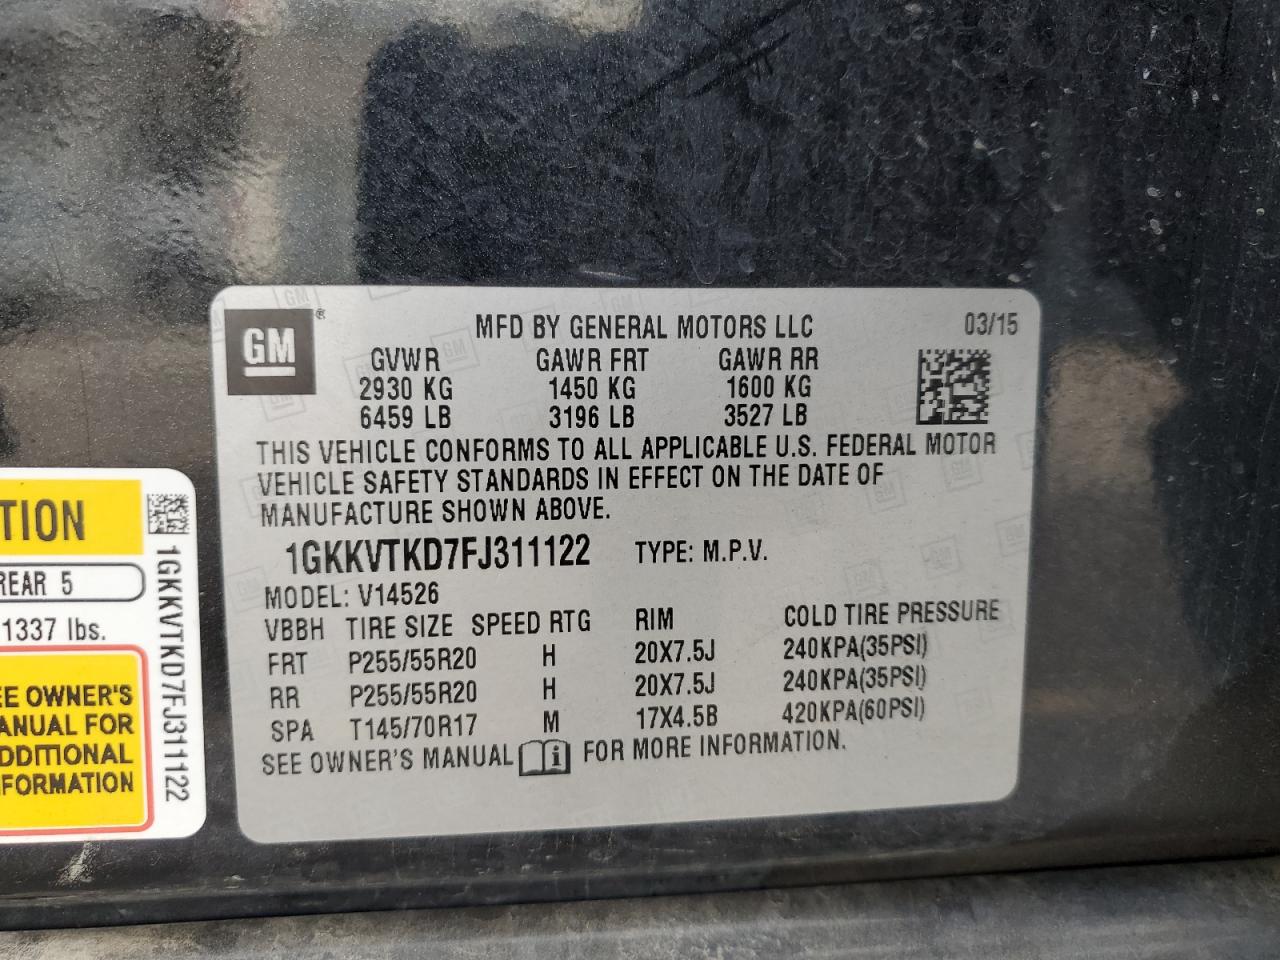 GM®
MFD BY GENERAL MOTORS LLC 03/15
GVWR GAWR FRT GAWR RR
2930 KG 1450 KG 1600 KG
6459 LB 3196 LB 3527 LB
THIS VEHICLE CONFORMS TO ALL APPLICABLE U.S. FEDERAL MOTOR
VEHICLE SAFETY STANDARDS IN EFFECT ON THE DATE OF
MANUFACTURE SHOWN ABOVE.
1GKKVTKD7FJ311122 TYPE: M.P.V.
MODEL: V14526
VBBH TIRE SIZE SPEED RTG RIM COLD TIRE PRESSURE
FRT P255/55R20 H 20X7.5J 240KPA(35PSI)
RR P255/55R20 H 20X7.5J 240KPA(35PSI)
SPA T145/70R17 M 17X4.5B 420KPA(60PSI)
SEE OWNER'S MANUAL i FOR MORE INFORMATION.
TION
REAR 5
1337 lbs.
EE OWNER'S
ANUAL FOR
DDITIONAL
FORMATION
1GKKVTKD7FJ311122